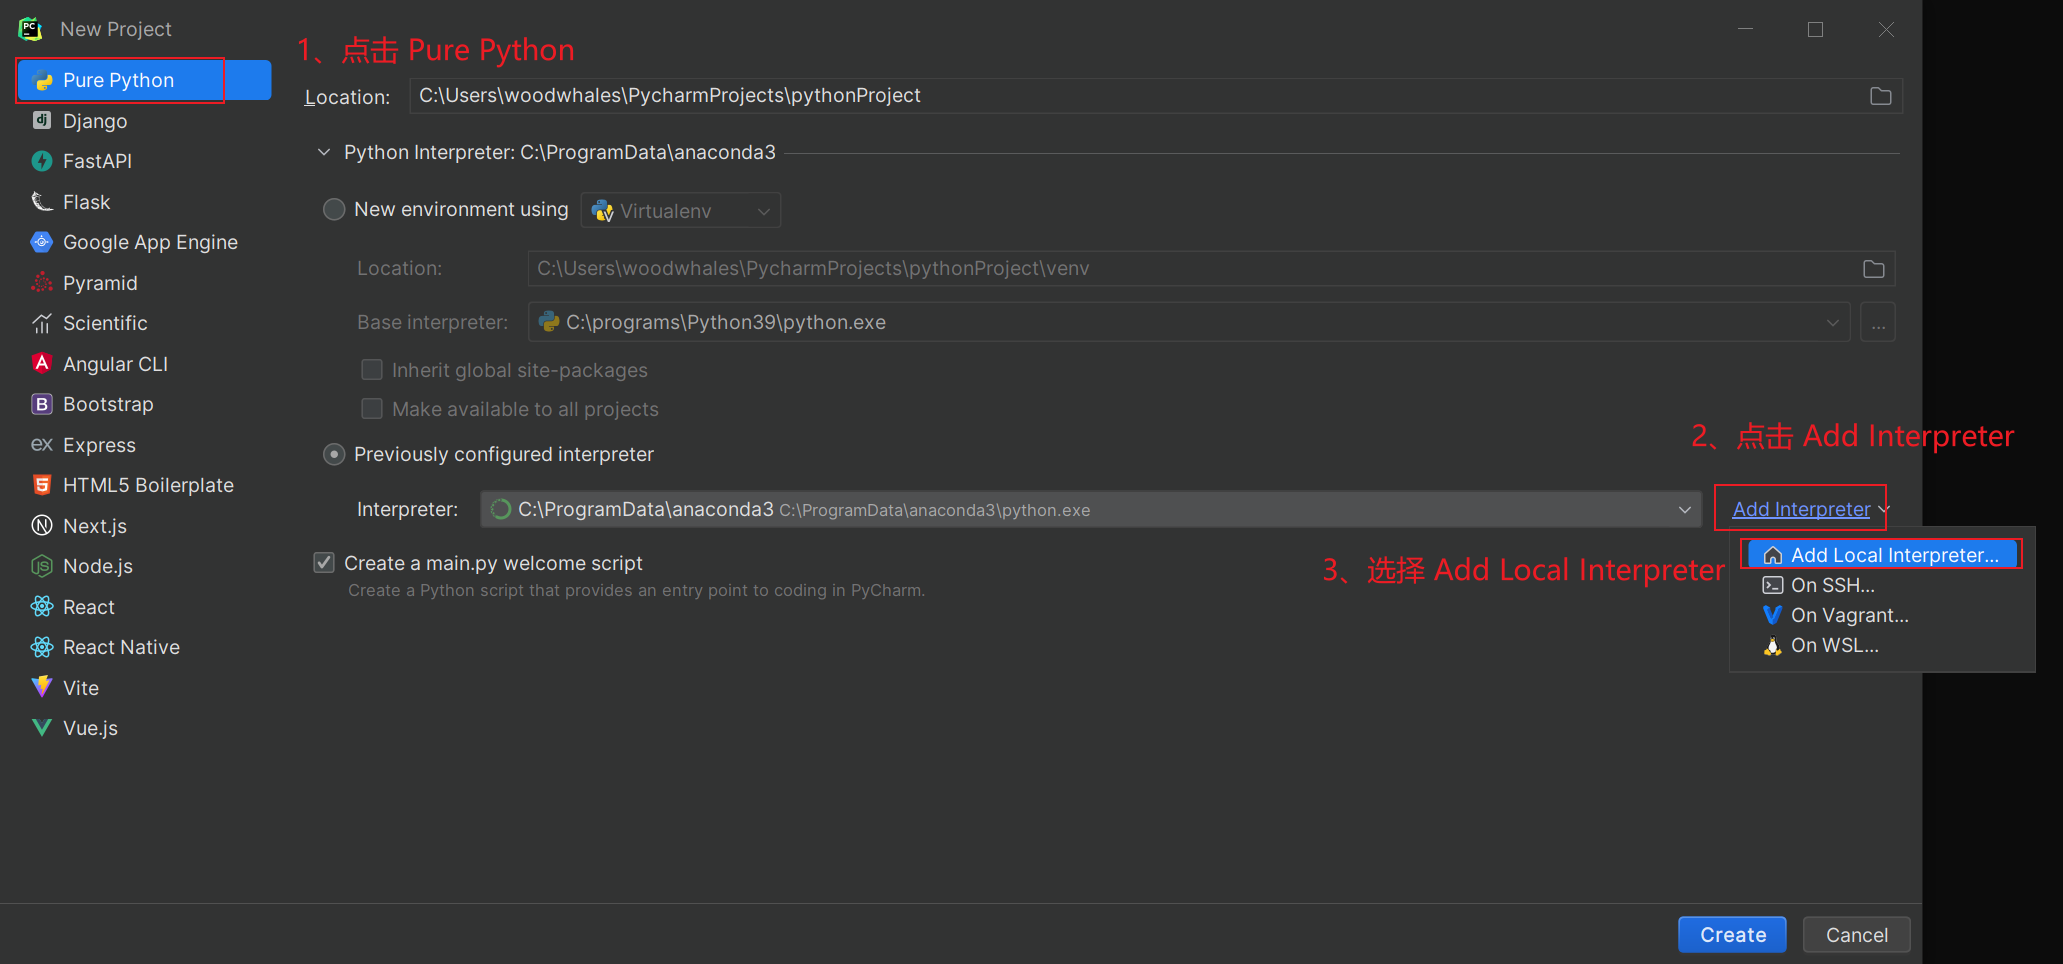 New Project
1、点击 Pure Python
Pure Python
Django
FastAPI
Flask
Google App Engine
Pyramid
Scientific
Angular CLI
Bootstrap
Express
HTML5 Boilerplate
Next.js
Node.js
React
React Native
Vite
Vue.js
Location: C:\Users\woodwhales\PycharmProjects\pythonProject
Python Interpreter: C:\ProgramData\anaconda3
New environment using Virtualenv
Location: C:\Users\woodwhales\PycharmProjects\pythonProject\venv
Base interpreter: C:\programs\Python39\python.exe ...
Inherit global site-packages
Make available to all projects
Previously configured interpreter
2、点击 Add Interpreter
Interpreter: C:\ProgramData\anaconda3 C:\ProgramData\anaconda3\python.exe Add Interpreter
3、选择 Add Local Interpreter
Add Local Interpreter...
On SSH...
On Vagrant...
On WSL...
Create a main.py welcome script
Create a Python script that provides an entry point to coding in PyCharm.
Create Cancel